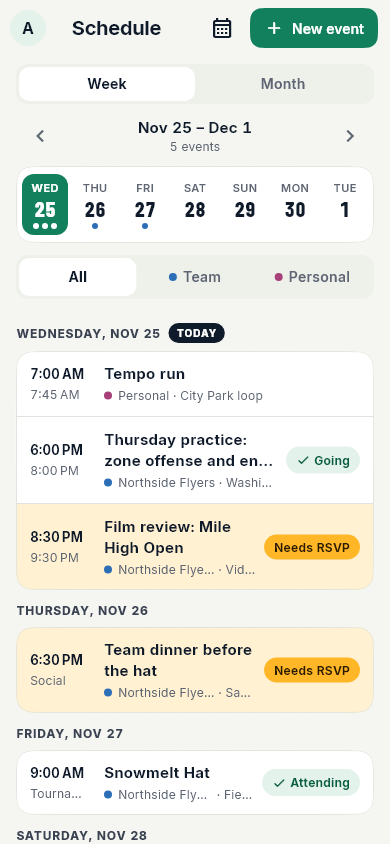 A
Schedule
New event
Week
Month
Nov 25 – Dec 1
5 events
WED THU FRI SAT SUN MON TUE
25 26 27 28 29 30 1
All
Team
Personal
WEDNESDAY, NOV 25 TODAY
7:00 AM
7:45 AM
Tempo run
Personal · City Park loop
6:00 PM
8:00 PM
Thursday practice:
zone offense and en...
Northside Flyers · Washi...
Going
8:30 PM
9:30 PM
Film review: Mile
High Open
Northside Flye... · Vid...
Needs RSVP
THURSDAY, NOV 26
6:30 PM
Social
Team dinner before
the hat
Northside Flye... · Sa...
Needs RSVP
FRIDAY, NOV 27
9:00 AM
Tourna...
Snowmelt Hat
Northside Fly... · Fie...
Attending
SATURDAY, NOV 28